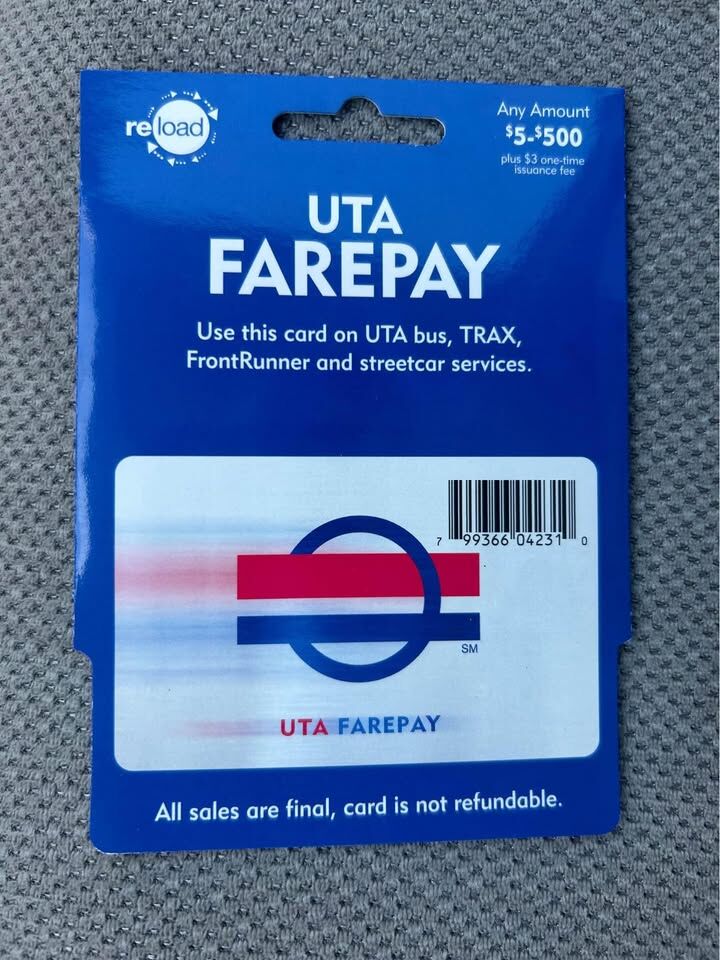 reload
Any Amount
$5-$500
plus $3 one-time
issuance fee
UTA
FAREPAY
Use this card on UTA bus, TRAX,
FrontRunner and streetcar services.
7 99366 04231 0
SM
UTA FAREPAY
All sales are final, card is not refundable.